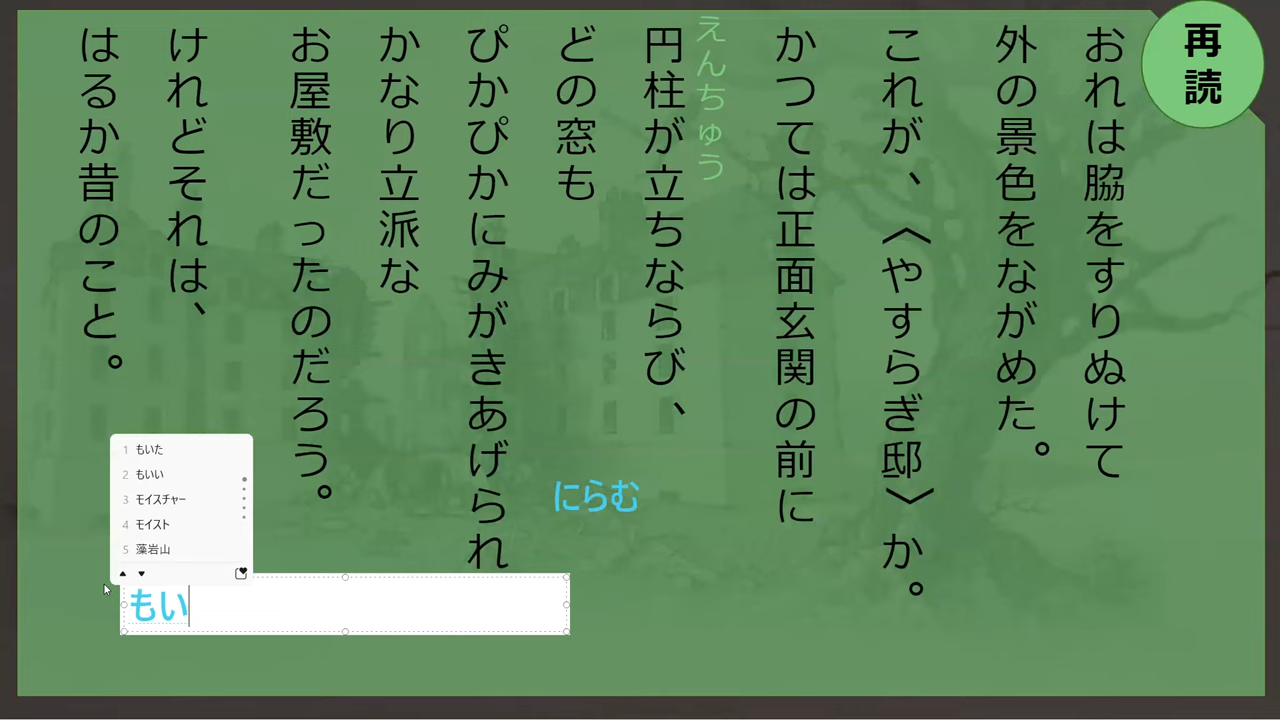 再読
おれは脇をすりぬけて
外の景色をながめた。
これが、〈やすらぎ邸〉か。
かつては正面玄関の前に
えんちゅう
円柱が立ちならび、
どの窓も
ぴかぴかにみがきあげられ
かなり立派な
お屋敷だったのだろう。
けれどそれは、
はるか昔のこと。
にらむ
1 もいた
2 もいい
3 モイスチャー
4 モイスト
5 藻岩山
もい